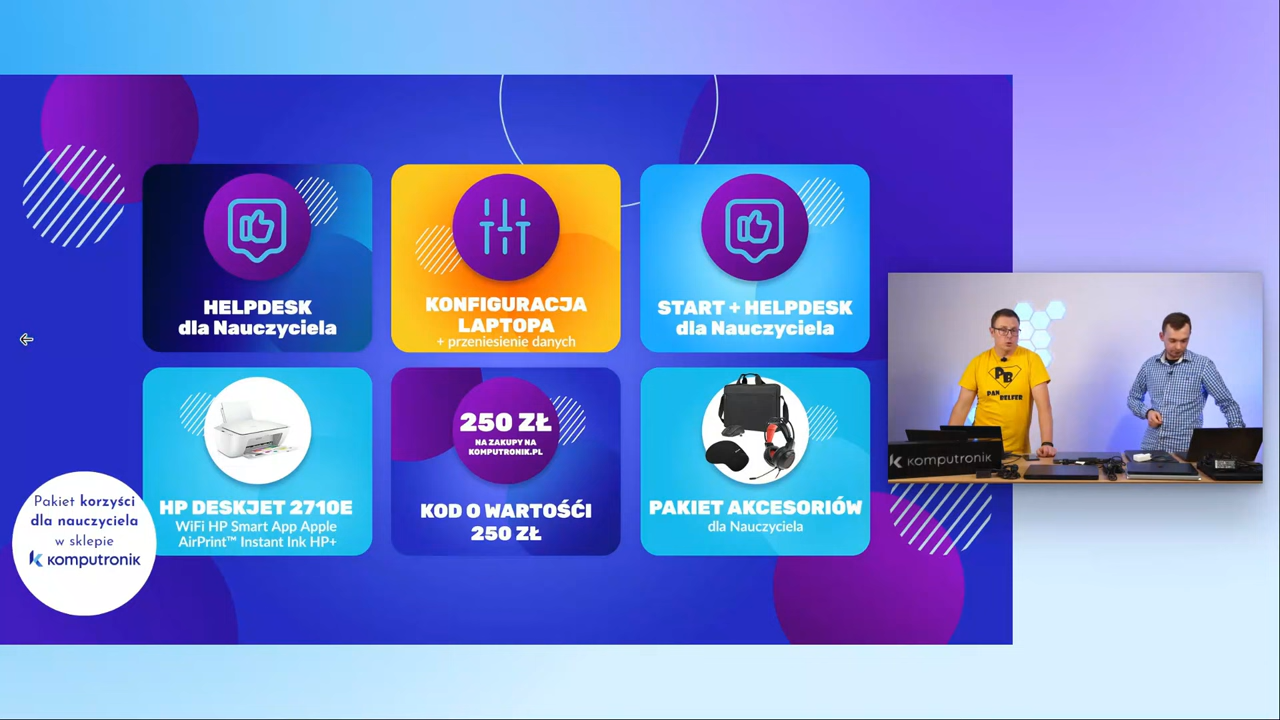 HELPDESK
dla Nauczyciela
KONFIGURACJA
LAPTOPA
+ przeniesienie danych
START + HELPDESK
dla Nauczyciela
HP DESKJET 2710E
WiFi HP Smart App Apple
AirPrint™ Instant Ink HP+
250 ZŁ
NA ZAKUPY NA
KOMPUTRONIK.PL
KOD O WARTOŚĆI
250 ZŁ
PAKIET AKCESORIÓW
dla Nauczyciela
Pakiet korzyści
dla nauczyciela
w sklepie
komputronik
PB
PAN
BELFER
komputronik